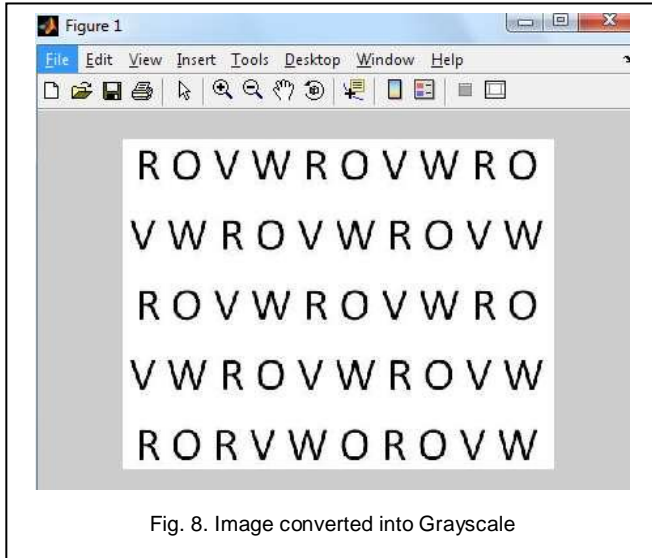 Figure 1
File Edit View Insert Tools Desktop Window Help
R O V W R O V W R O
V W R O V W R O V W
R O V W R O V W R O
V W R O V W R O V W
R O R V W O R O V W
Fig. 8. Image converted into Grayscale